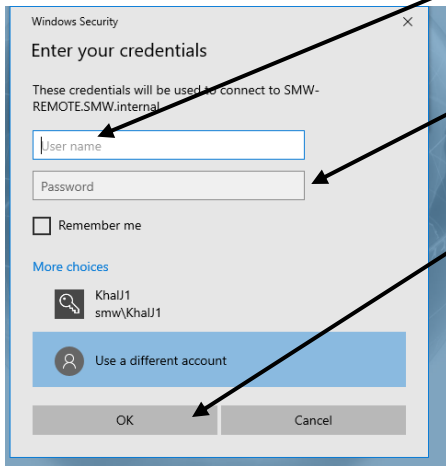 Windows Security
Enter your credentials
These credentials will be used to connect to SMW-
REMOTE.SMW.internal
User name
Password
Remember me
More choices
KhalJ1
smw\KhalJ1
Use a different account
OK
Cancel